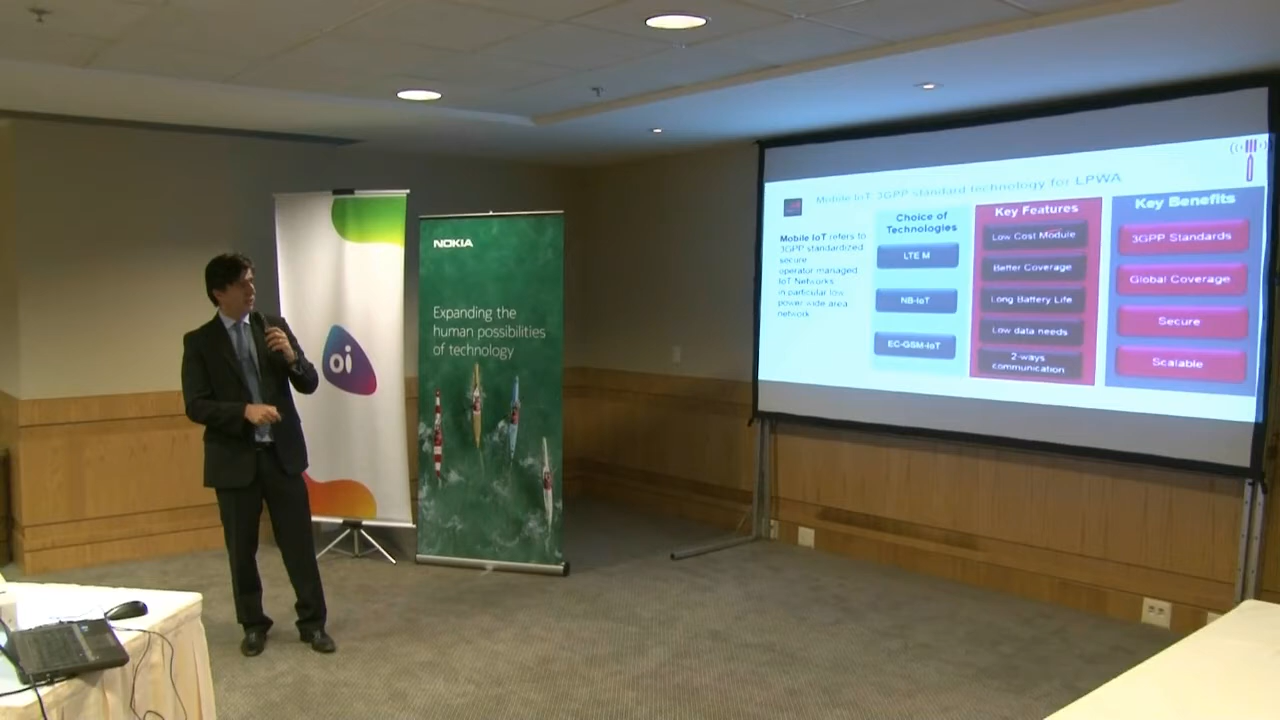 NOKIA
Expanding the
human possibilities
of technology
oi
Mobile IoT: 3GPP standard technology for LPWA
Mobile IoT refers to
3GPP standardized
secure
operator managed
IoT Networks
in particular low
power wide area
network
Choice of
Technologies
LTE M
NB-IoT
EC-GSM-IoT
Key Features
Low Cost Module
Better Coverage
Long Battery Life
Low data needs
2-ways
communication
Key Benefits
3GPP Standards
Global Coverage
Secure
Scalable